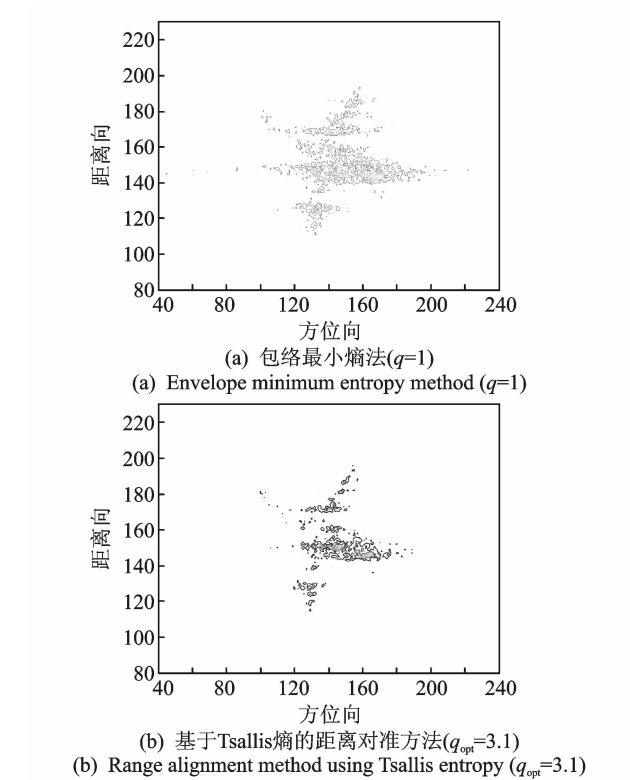 220
200
180
160
140
120
100
80
距离向
40 80 120 160 200 240
方位向
(a) 包络最小熵法(q=1)
(a) Envelope minimum entropy method (q=1)
220
200
180
160
140
120
100
80
距离向
40 80 120 160 200 240
方位向
(b) 基于Tsallis熵的距离对准方法(qopt=3.1)
(b) Range alignment method using Tsallis entropy (qopt=3.1)